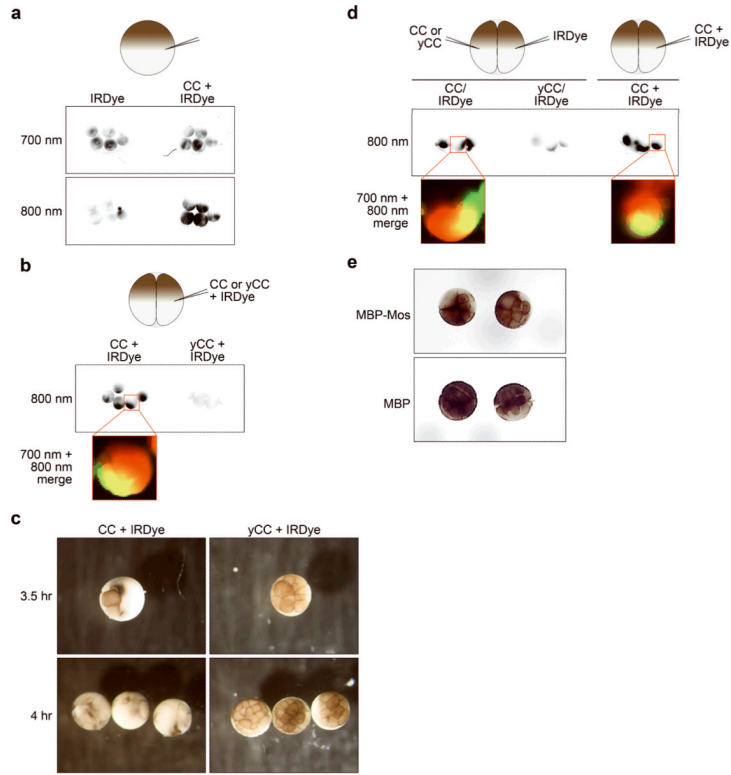 a
IRDye
CC +
IRDye
700 nm
800 nm
b
CC or yCC
+ IRDye
CC +
IRDye
yCC +
IRDye
800 nm
700 nm +
800 nm
merge
c
CC + IRDye
yCC + IRDye
3.5 hr
4 hr
d
CC or
yCC
IRDye
CC +
IRDye
CC/
IRDye
yCC/
IRDye
CC +
IRDye
800 nm
700 nm +
800 nm
merge
e
MBP-Mos
MBP